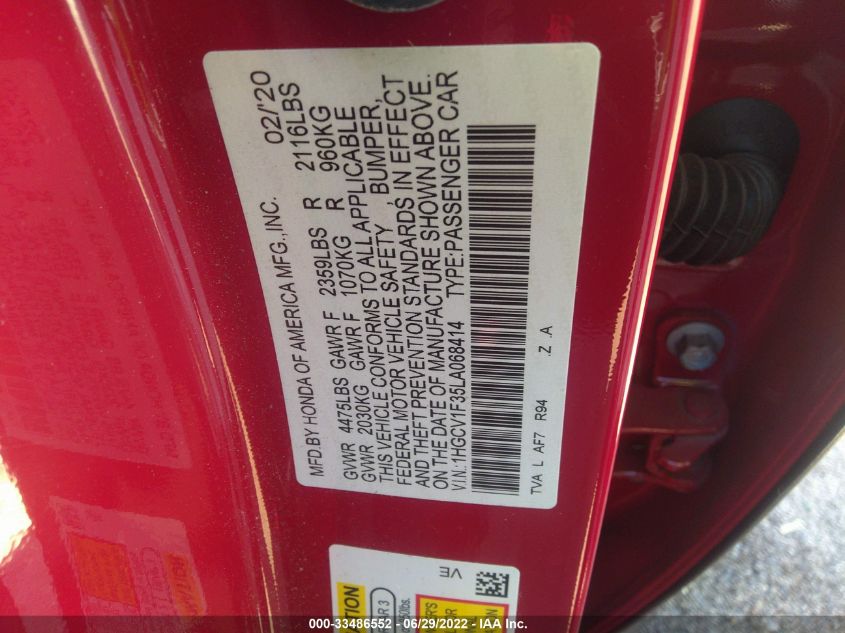 MFD.BY HONDA OF AMERICA MFG.,INC. 02/'20
GVWR 4475LBS GAWR F 2359LBS R 2116LBS
GVWR 2030KG GAWR F 1070KG R 960KG
THIS VEHICLE CONFORMS TO ALL APPLICABLE
FEDERAL MOTOR VEHICLE SAFETY, BUMPER,
AND THEFT PREVENTION STANDARDS IN EFFECT
ON THE DATE OF MANUFACTURE SHOWN ABOVE.
V.I.N.:1HGCV1F35LA068414 TYPE:PASSENGER CAR
TVA L AF7 R94 .Z .A
000-33486552 - 06/29/2022 - IAA Inc.